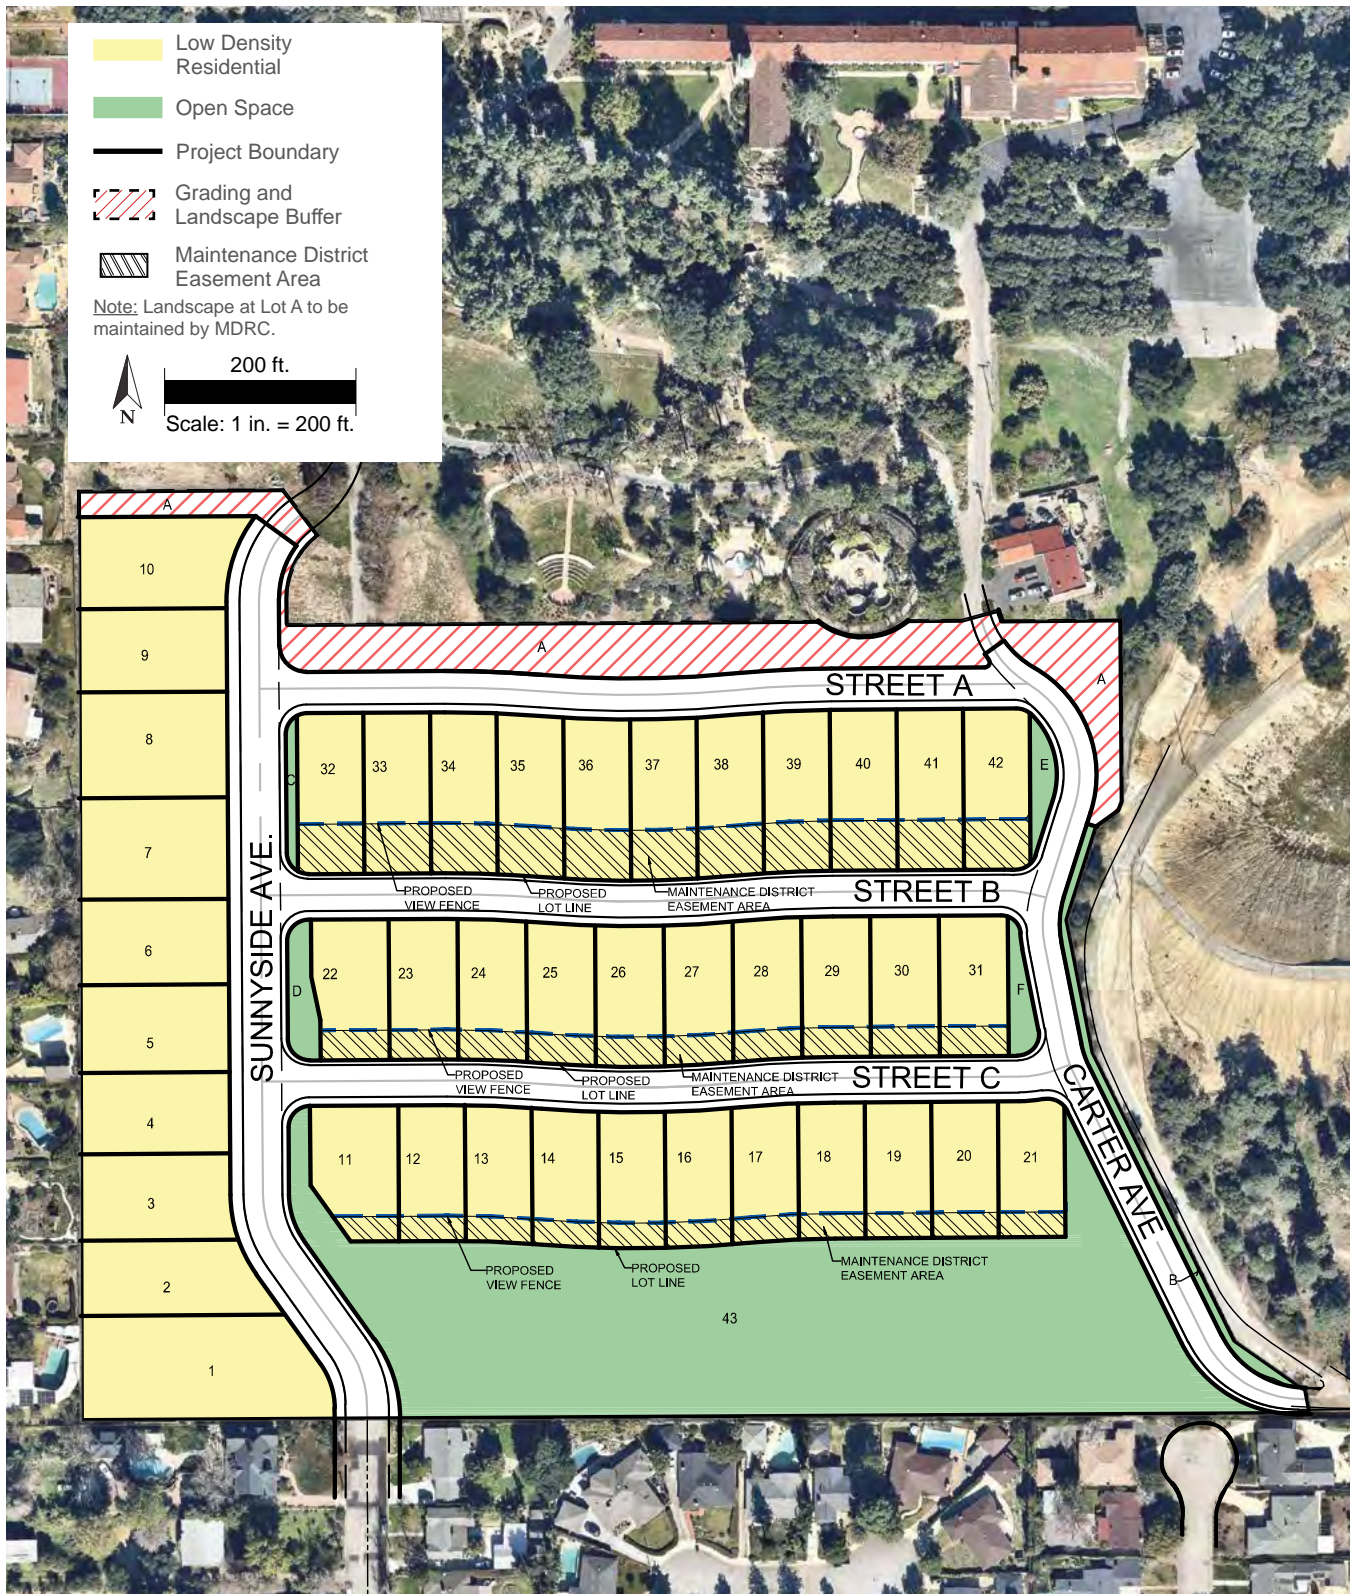 Low Density
Residential
Open Space
Project Boundary
Grading and
Landscape Buffer
Maintenance District
Easement Area
Note: Landscape at Lot A to be
maintained by MDRC.
200 ft.
N
Scale: 1 in. = 200 ft.
A
10
9
8
7
6
5
4
3
2
1
SUNNYSIDE AVE.
A
A
STREET A
C
32
33
34
35
36
37
38
39
40
41
42
E
PROPOSED
VIEW FENCE
PROPOSED
LOT LINE
MAINTENANCE DISTRICT
EASEMENT AREA
STREET B
D
22
23
24
25
26
27
28
29
30
31
F
PROPOSED
VIEW FENCE
PROPOSED
LOT LINE
MAINTENANCE DISTRICT
EASEMENT AREA
STREET C
CARTER AVE
11
12
13
14
15
16
17
18
19
20
21
PROPOSED
VIEW FENCE
PROPOSED
LOT LINE
MAINTENANCE DISTRICT
EASEMENT AREA
B
43